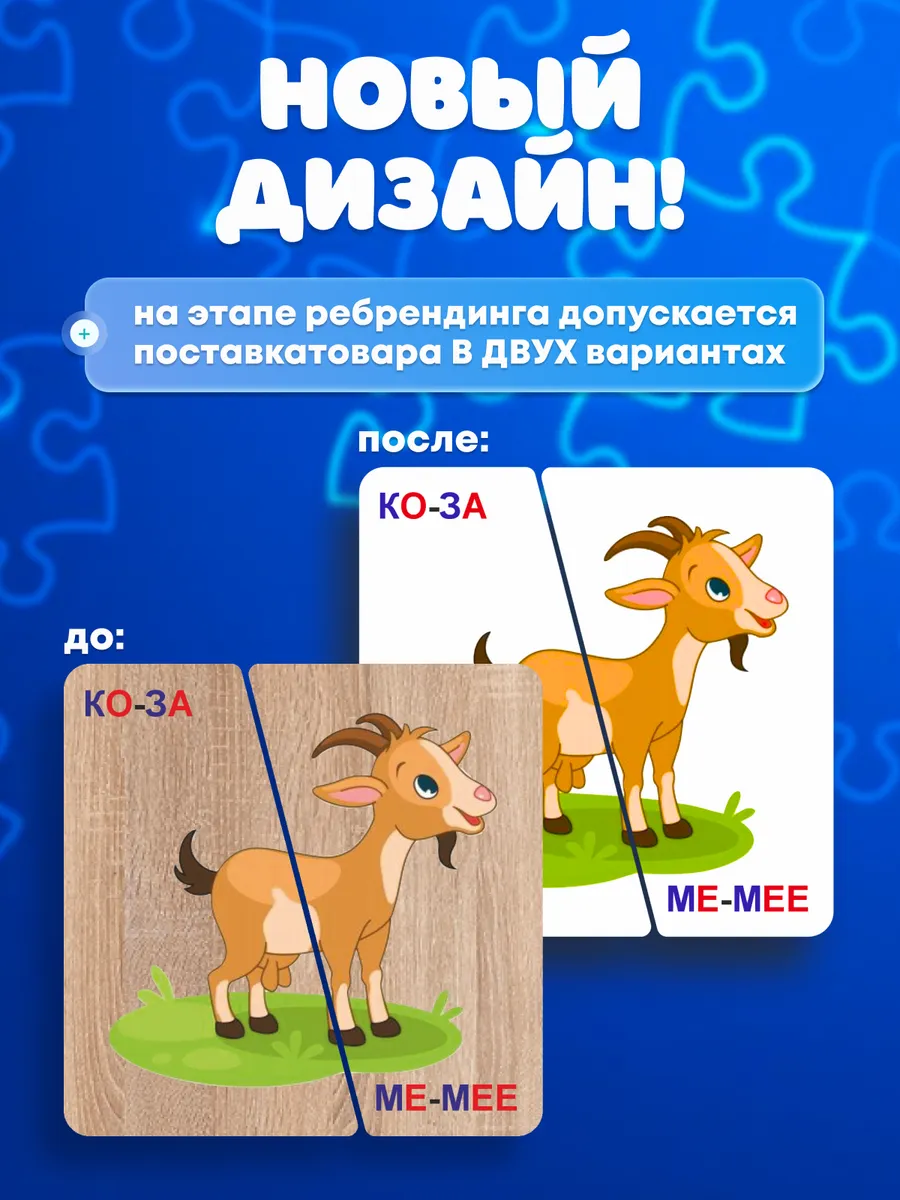 НОВЫЙ
ДИЗАЙН!
на этапе ребрендинга допускается
поставкатовара В ДВУХ вариантах
после:
КО-ЗА
МЕ-МЕЕ
до:
КО-ЗА
МЕ-МЕЕ